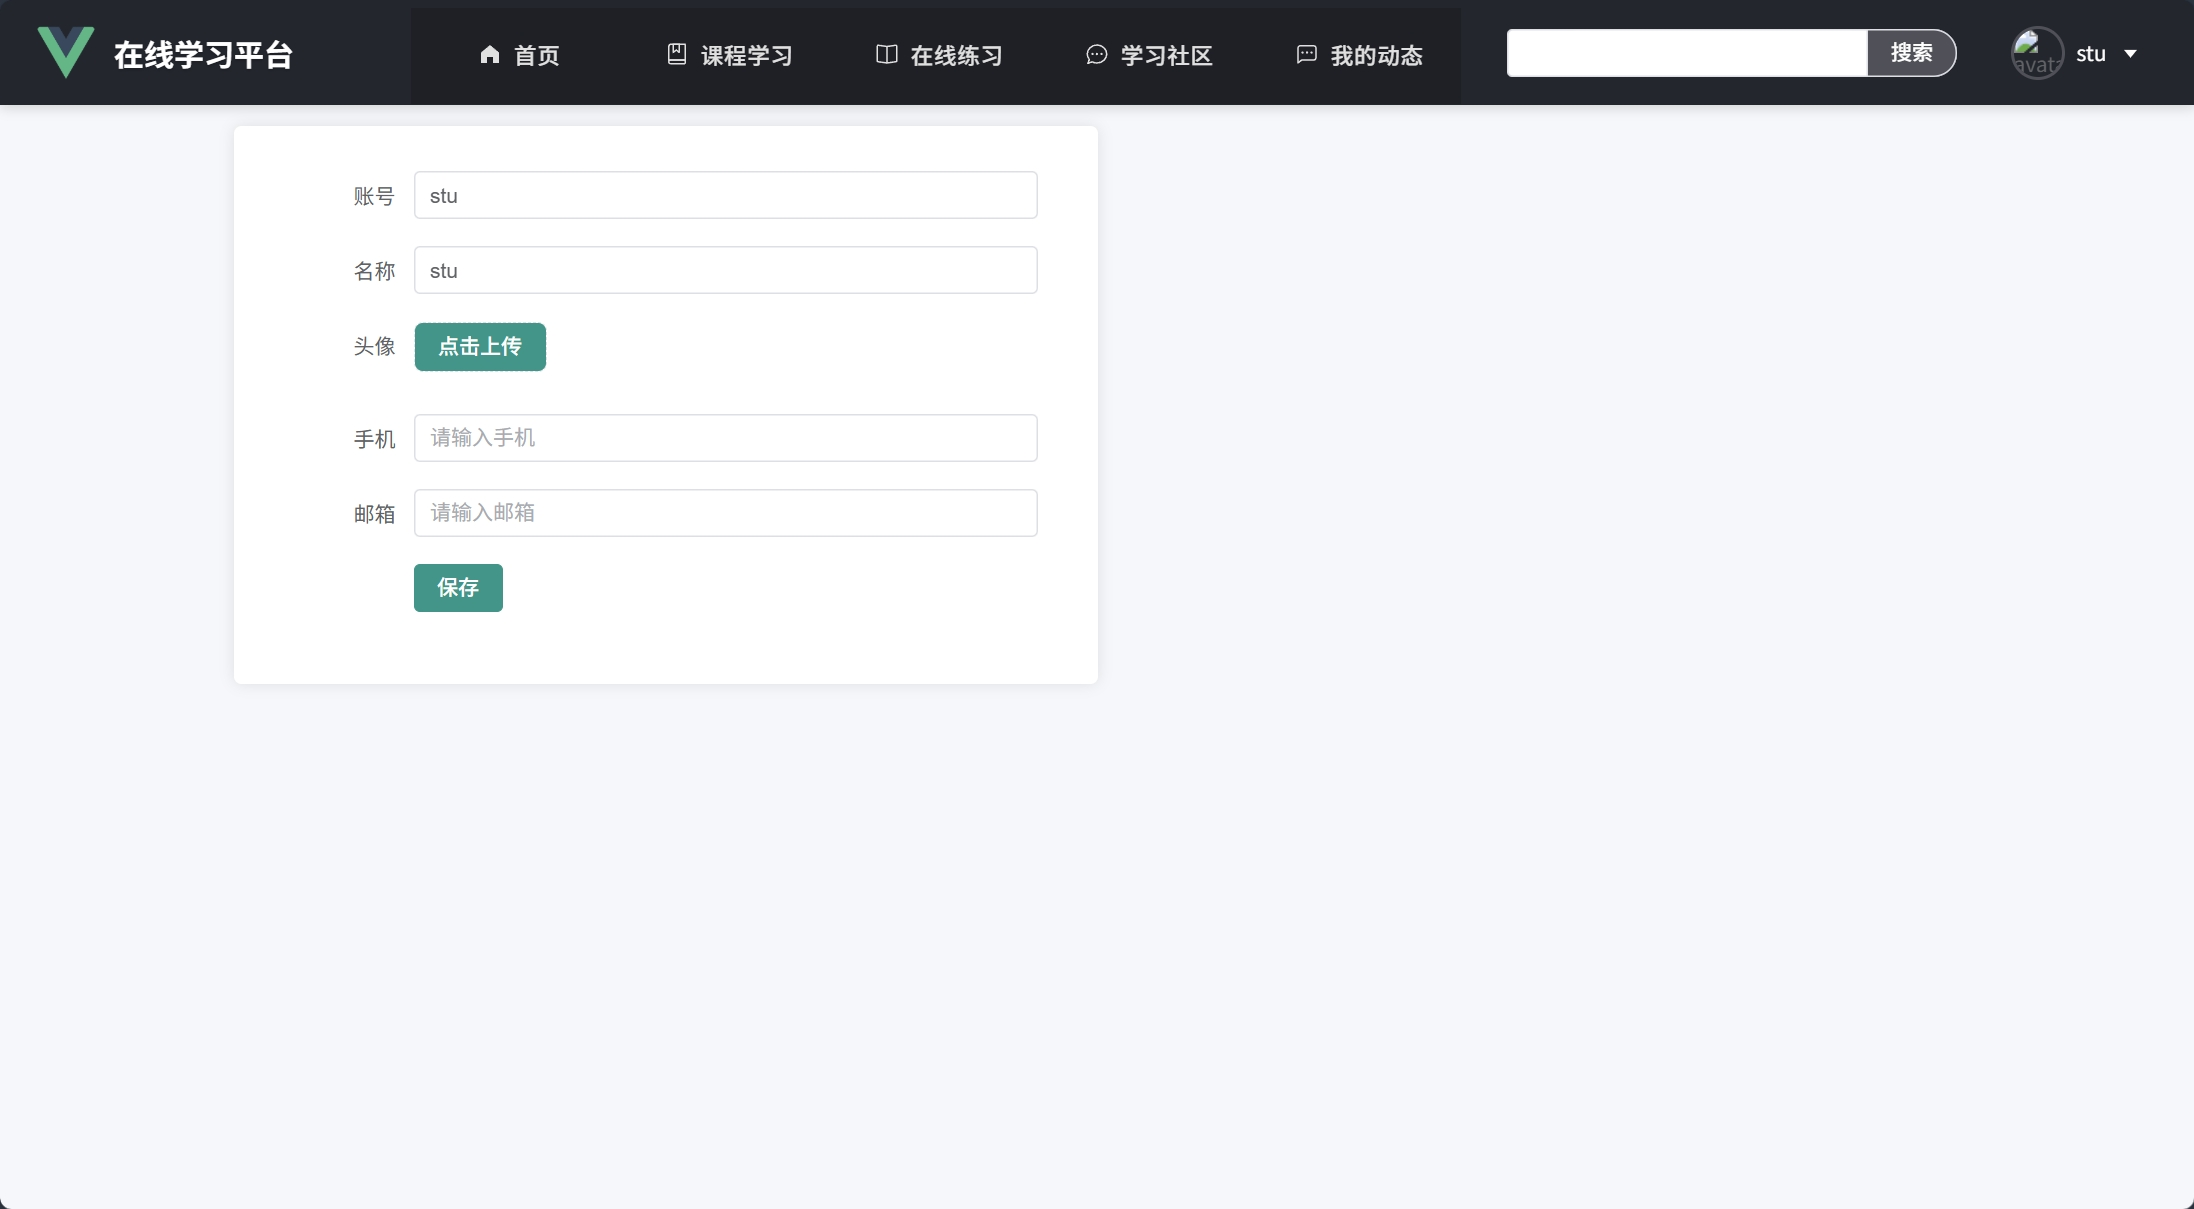 在线学习平台
首页
课程学习
在线练习
学习社区
我的动态
搜索
avat
stu
账号
stu
名称
stu
头像
点击上传
手机
请输入手机
邮箱
请输入邮箱
保存